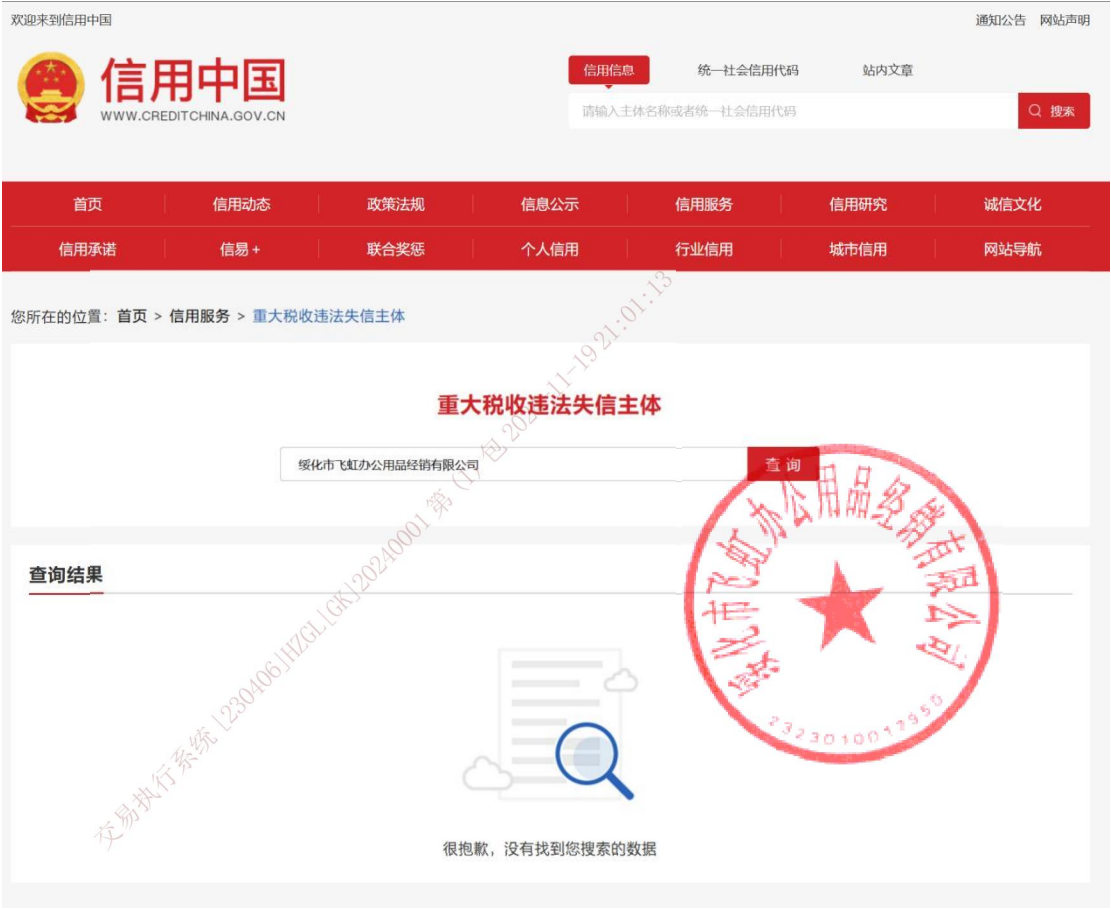 欢迎来到信用中国
通知公告 网站声明
信用中国
WWW.CREDITCHINA.GOV.CN
信用信息 统一社会信用代码 站内文章
请输入主体名称或者统一社会信用代码
搜索
首页 信用动态 政策法规 信息公示 信用服务 信用研究 诚信文化
信用承诺 信易+ 联合奖惩 个人信用 行业信用 城市信用 网站导航
您所在的位置：首页 > 信用服务 > 重大税收违法失信主体
重大税收违法失信主体
绥化市飞虹办公用品经销有限公司
查询
查询结果
绥化市飞虹办公用品经销有限公司
2323010017950
交易执行系统[230406]HZGL[GK]20240001第(1)包
11-19 21:01:13
很抱歉，没有找到您搜索的数据